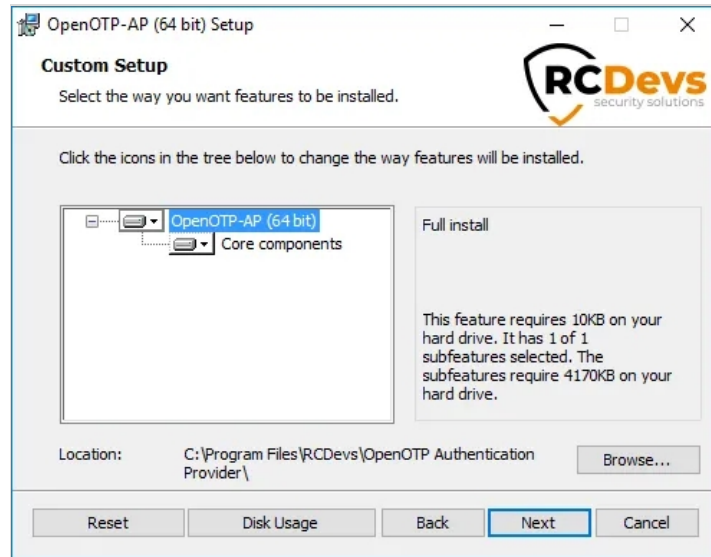 OpenOTP-AP (64 bit) Setup
Custom Setup
Select the way you want features to be installed.
RCDevs
security solutions
Click the icons in the tree below to change the way features will be installed.
OpenOTP-AP (64 bit)
Core components
Full install
This feature requires 10KB on your
hard drive. It has 1 of 1
subfeatures selected. The
subfeatures require 4170KB on your
hard drive.
Location:
C:\Program Files\RCDevs\OpenOTP Authentication
Provider\
Browse...
Reset
Disk Usage
Back
Next
Cancel